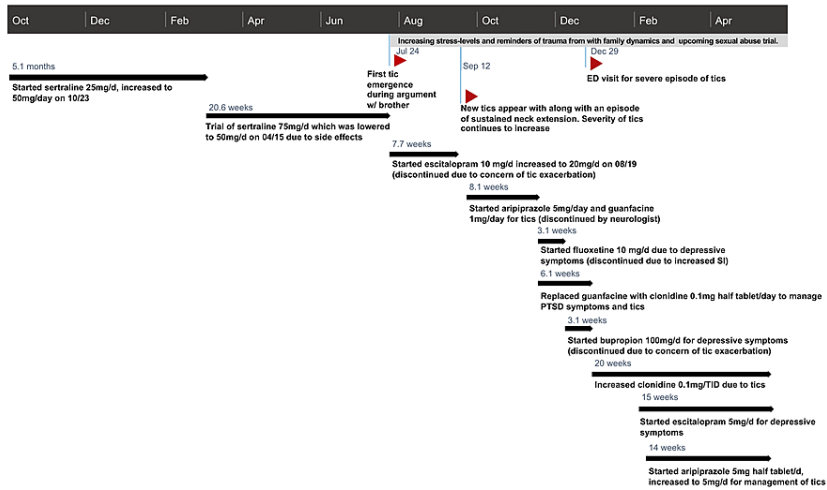 Oct Dec Feb Apr Jun Aug Oct Dec Feb Apr
Increasing stress-levels and reminders of trauma from with family dynamics and upcoming sexual abuse trial.
Jul 24
Dec 29
5.1 months
Started sertraline 25mg/d, increased to
50mg/day on 10/23
First tic
emergence
during argument
w/ brother
Sep 12
ED visit for severe episode of tics
20.6 weeks
Trial of sertraline 75mg/d which was lowered
to 50mg/d on 04/15 due to side effects
New tics appear with along with an episode
of sustained neck extension. Severity of tics
continues to increase
7.7 weeks
Started escitalopram 10 mg/d increased to 20mg/d on 08/19
(discontinued due to concern of tic exacerbation)
8.1 weeks
Started aripiprazole 5mg/day and guanfacine
1mg/day for tics (discontinued by neurologist)
3.1 weeks
Started fluoxetine 10 mg/d due to depressive
symptoms (discontinued due to increased SI)
6.1 weeks
Replaced guanfacine with clonidine 0.1mg half tablet/day to manage
PTSD symptoms and tics
3.1 weeks
Started bupropion 100mg/d for depressive symptoms
(discontinued due to concern of tic exacerbation)
20 weeks
Increased clonidine 0.1mg/TID due to tics
15 weeks
Started escitalopram 5mg/d for depressive
symptoms
14 weeks
Started aripiprazole 5mg half tablet/d,
increased to 5mg/d for management of tics